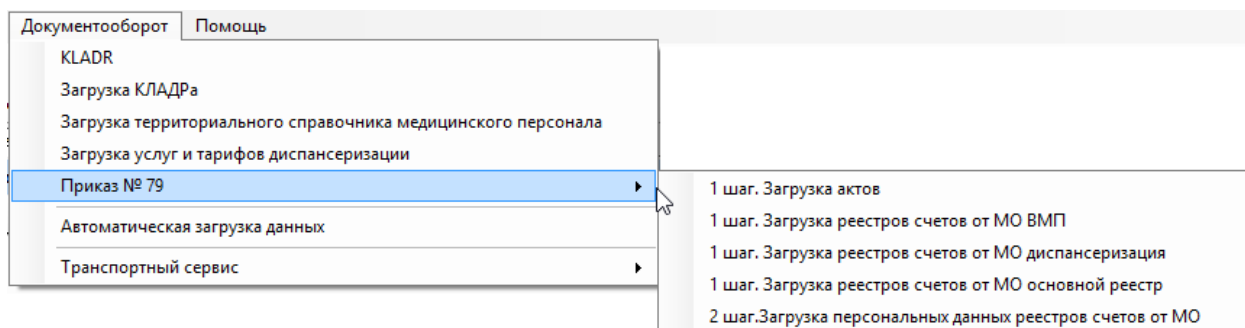 Документооборот Помощь
KLADR
Загрузка КЛАДРа
Загрузка территориального справочника медицинского персонала
Загрузка услуг и тарифов диспансеризации
Приказ № 79
Автоматическая загрузка данных
Транспортный сервис
1 шаг. Загрузка актов
1 шаг. Загрузка реестров счетов от МО ВМП
1 шаг. Загрузка реестров счетов от МО диспансеризация
1 шаг. Загрузка реестров счетов от МО основной реестр
2 шаг.Загрузка персональных данных реестров счетов от МО